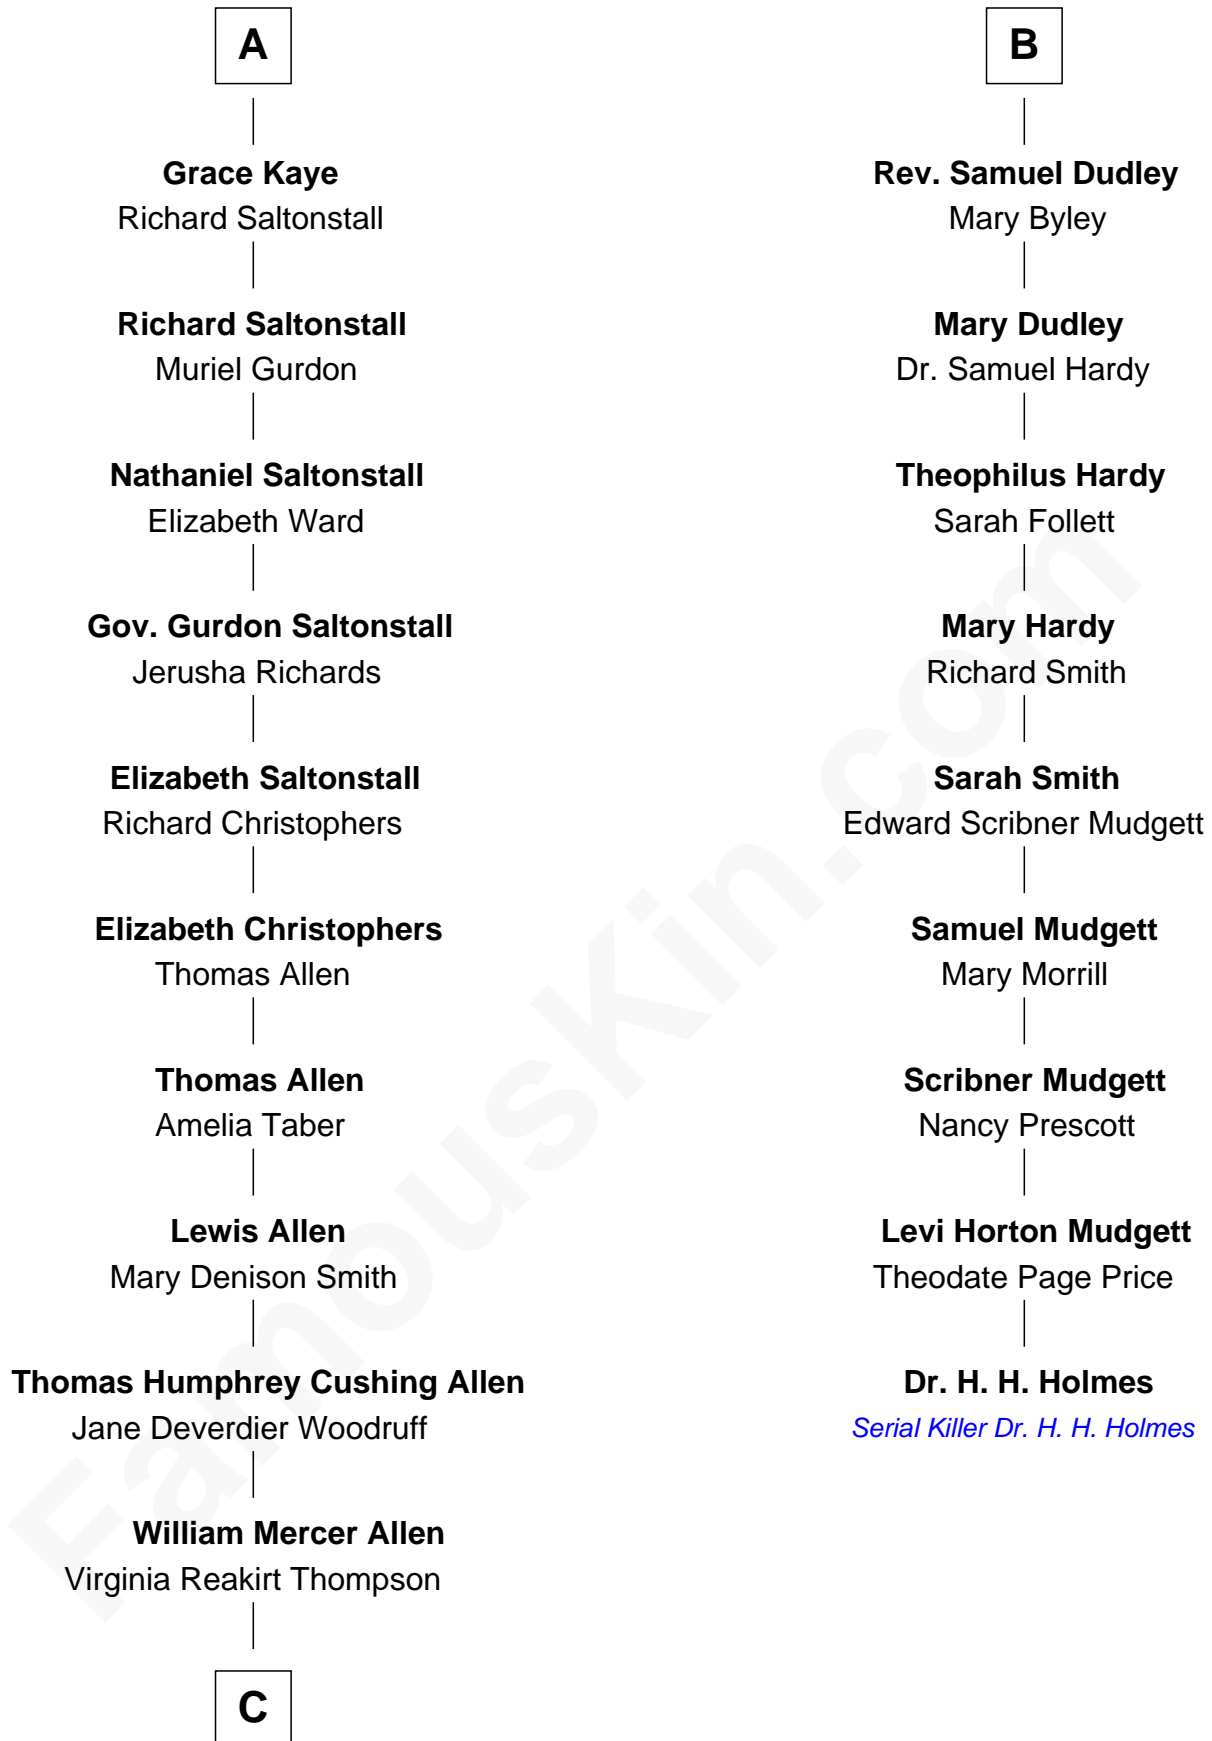 A
Grace Kaye
Richard Saltonstall
Richard Saltonstall
Muriel Gurdon
Nathaniel Saltonstall
Elizabeth Ward
Gov. Gurdon Saltonstall
Jerusha Richards
Elizabeth Saltonstall
Richard Christophers
Elizabeth Christophers
Thomas Allen
Thomas Allen
Amelia Taber
Lewis Allen
Mary Denison Smith
Thomas Humphrey Cushing Allen
Jane Deverdier Woodruff
William Mercer Allen
Virginia Reakirt Thompson
C
B
Rev. Samuel Dudley
Mary Byley
Mary Dudley
Dr. Samuel Hardy
Theophilus Hardy
Sarah Follett
Mary Hardy
Richard Smith
Sarah Smith
Edward Scribner Mudgett
Samuel Mudgett
Mary Morrill
Scribner Mudgett
Nancy Prescott
Levi Horton Mudgett
Theodate Page Price
Dr. H. H. Holmes
Serial Killer Dr. H. H. Holmes
FamousKin.com